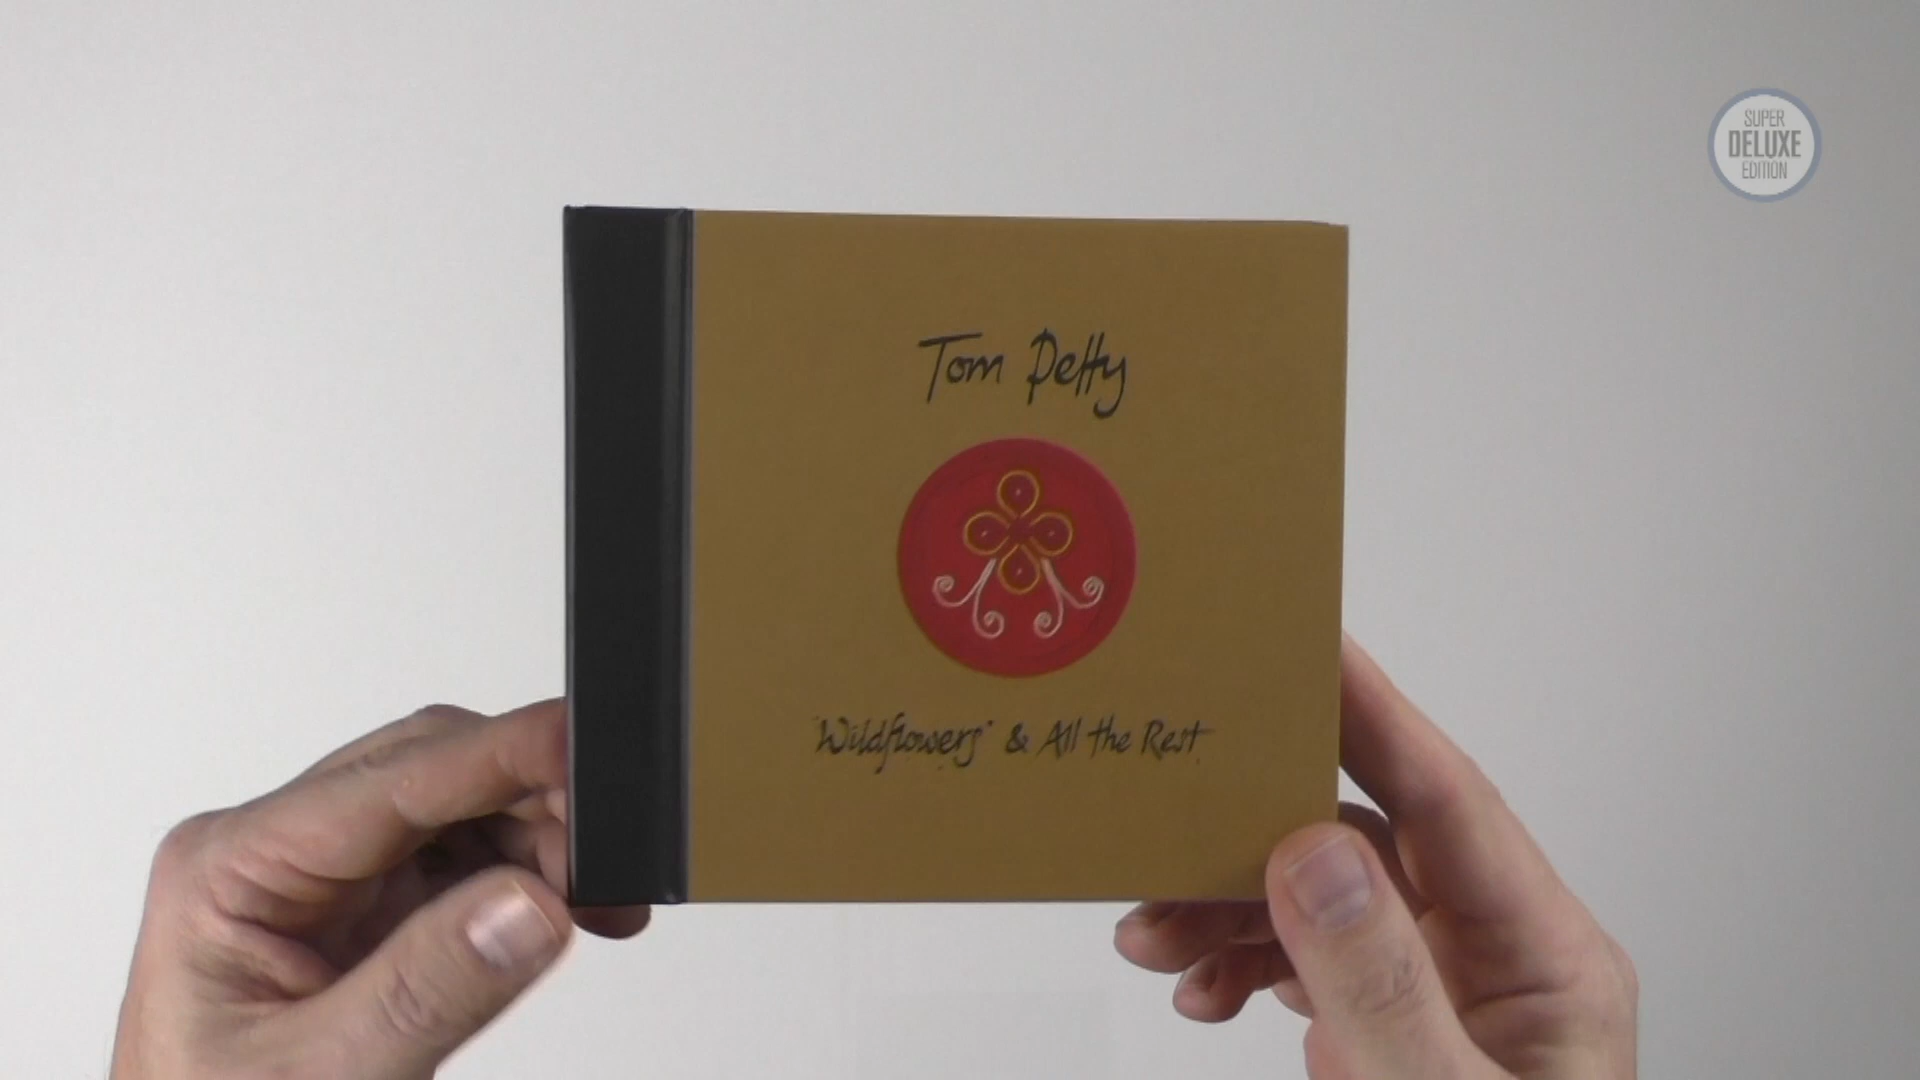 SUPER
DELUXE
EDITION
Tom Petty
"Wildflowers" & All the Rest